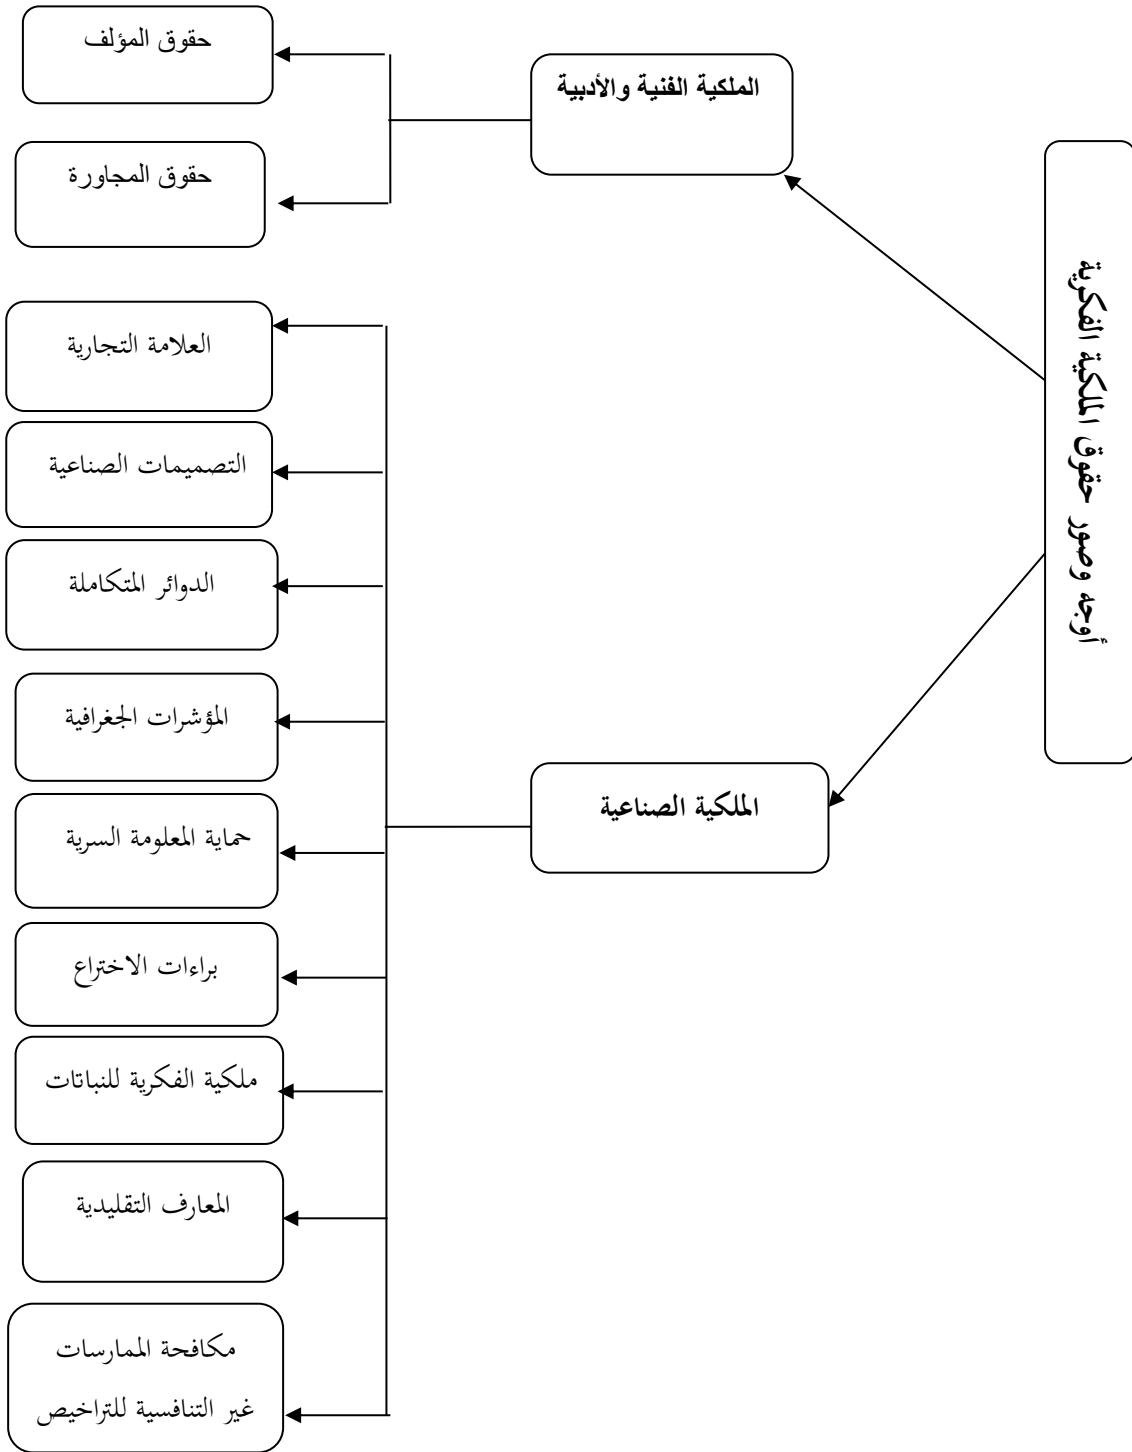 أوجه وصور حقوق الملكية الفكرية
الملكية الفنية والأدبية
حقوق المؤلف
حقوق المجاورة
الملكية الصناعية
العلامة التجارية
التصميمات الصناعية
الدوائر المتكاملة
المؤشرات الجغرافية
حماية المعلومة السرية
براءات الاختراع
ملكية الفكرية للنباتات
المعارف التقليدية
مكافحة الممارسات
غير التنافسية للتراخيص